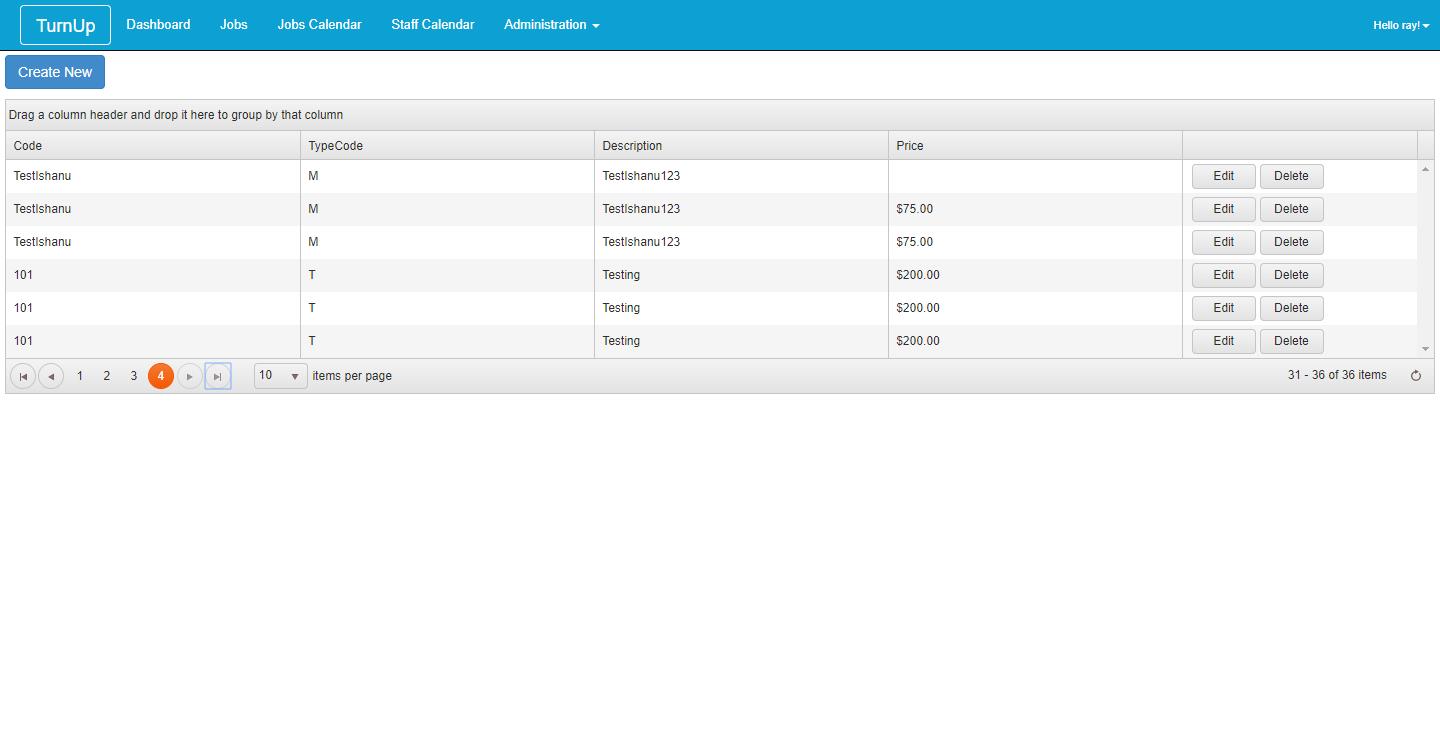 TurnUp Dashboard Jobs Jobs Calendar Staff Calendar Administration Hello ray!
Create New
Drag a column header and drop it here to group by that column
Code TypeCode Description Price
TestIshanu M TestIshanu123 Edit Delete
TestIshanu M TestIshanu123 $75.00 Edit Delete
TestIshanu M TestIshanu123 $75.00 Edit Delete
101 T Testing $200.00 Edit Delete
101 T Testing $200.00 Edit Delete
101 T Testing $200.00 Edit Delete
1 2 3 4 10 items per page 31 - 36 of 36 items